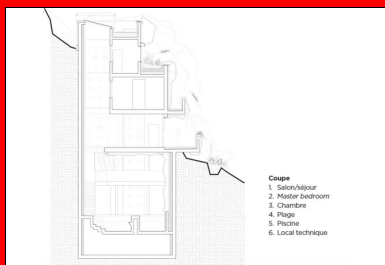 Coupe
1. Salon/séjour
2. Master bedroom
3. Chambre
4. Plage
5. Piscine
6. Local technique